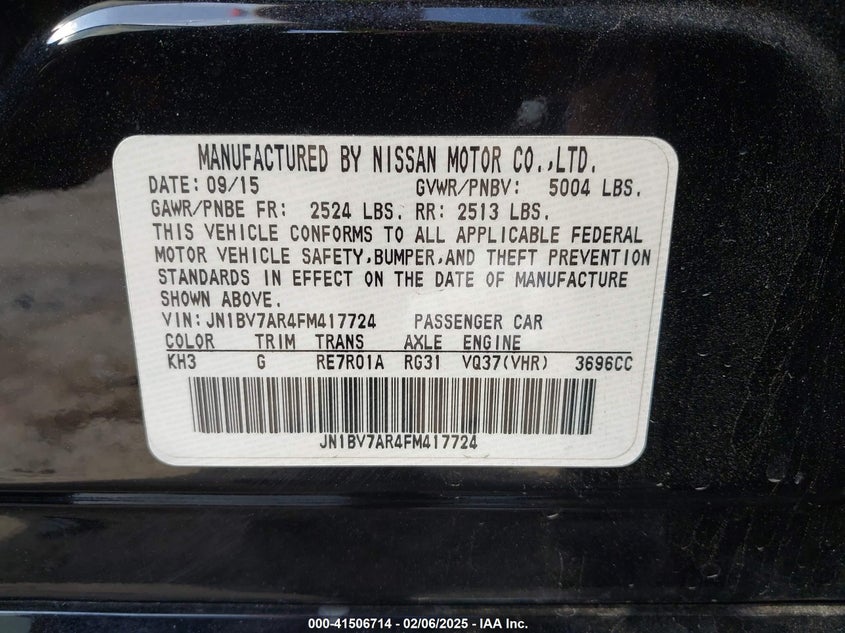 MANUFACTURED BY NISSAN MOTOR CO.,LTD.
DATE: 09/15 GVWR/PNBV: 5004 LBS.
GAWR/PNBE FR: 2524 LBS. RR: 2513 LBS.
THIS VEHICLE CONFORMS TO ALL APPLICABLE FEDERAL
MOTOR VEHICLE SAFETY,BUMPER,AND THEFT PREVENTION
STANDARDS IN EFFECT ON THE DATE OF MANUFACTURE
SHOWN ABOVE.
VIN:JN1BV7AR4FM417724 PASSENGER CAR
COLOR TRIM TRANS AXLE ENGINE
KH3 G RE7R01A RG31 VQ37(VHR) 3696CC
JN1BV7AR4FM417724
000-41506714 - 02/06/2025 - IAA Inc.